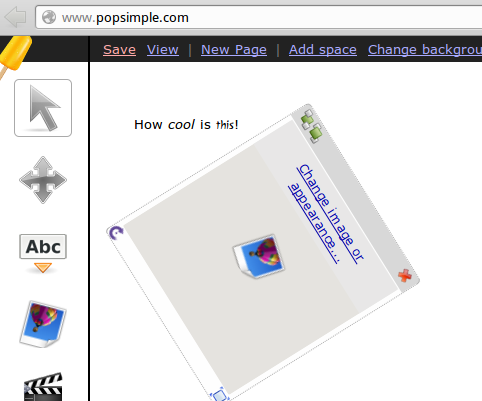 www.popsimple.com
Save View | New Page | Add space Change backgrou
How cool is this!
Change image or
appearance...
Abc